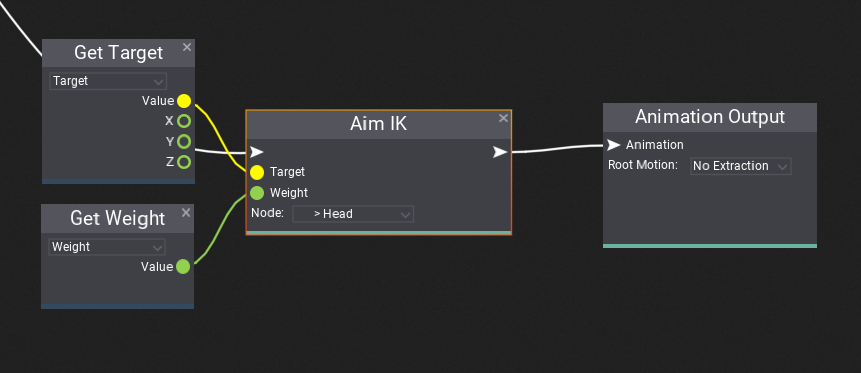 Get Target
Target
Value
X
Y
Z
Get Weight
Weight
Value
Aim IK
Target
Weight
Node: > Head
Animation Output
Animation
Root Motion: No Extraction